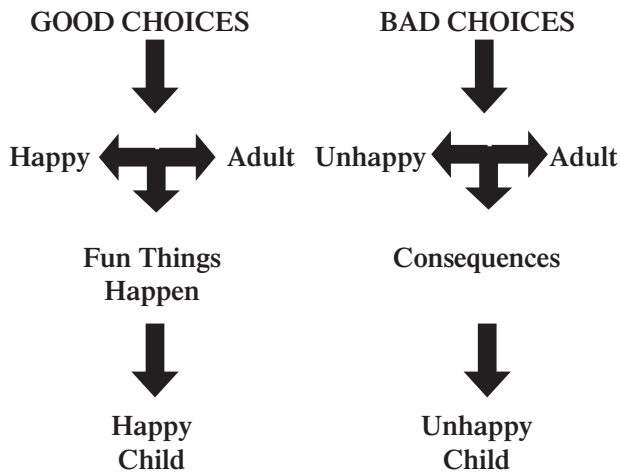 GOOD CHOICES
Happy Adult
Fun Things
Happen
Happy
Child
BAD CHOICES
Unhappy Adult
Consequences
Unhappy
Child